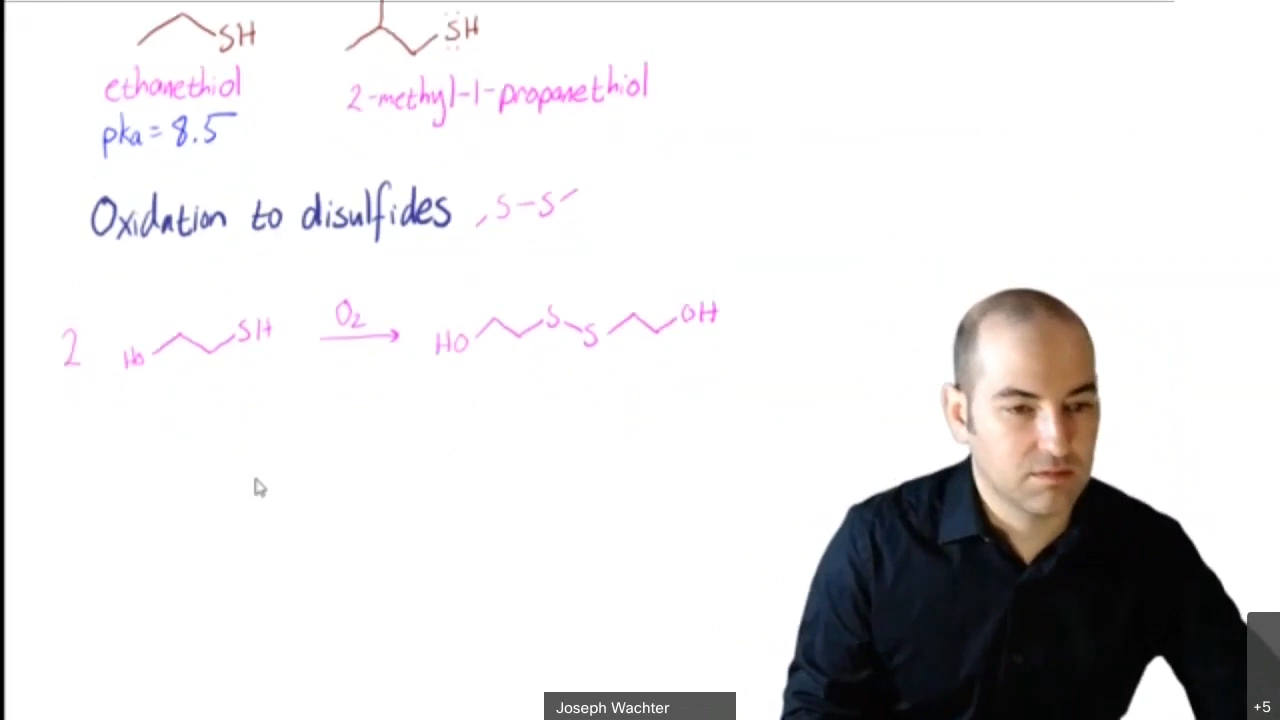 SH SH
ethanethiol 2-methyl-1-propanethiol
pka = 8.5
Oxidation to disulfides S-S
2 HO SH O2 HO S S OH
Joseph Wachter
+5